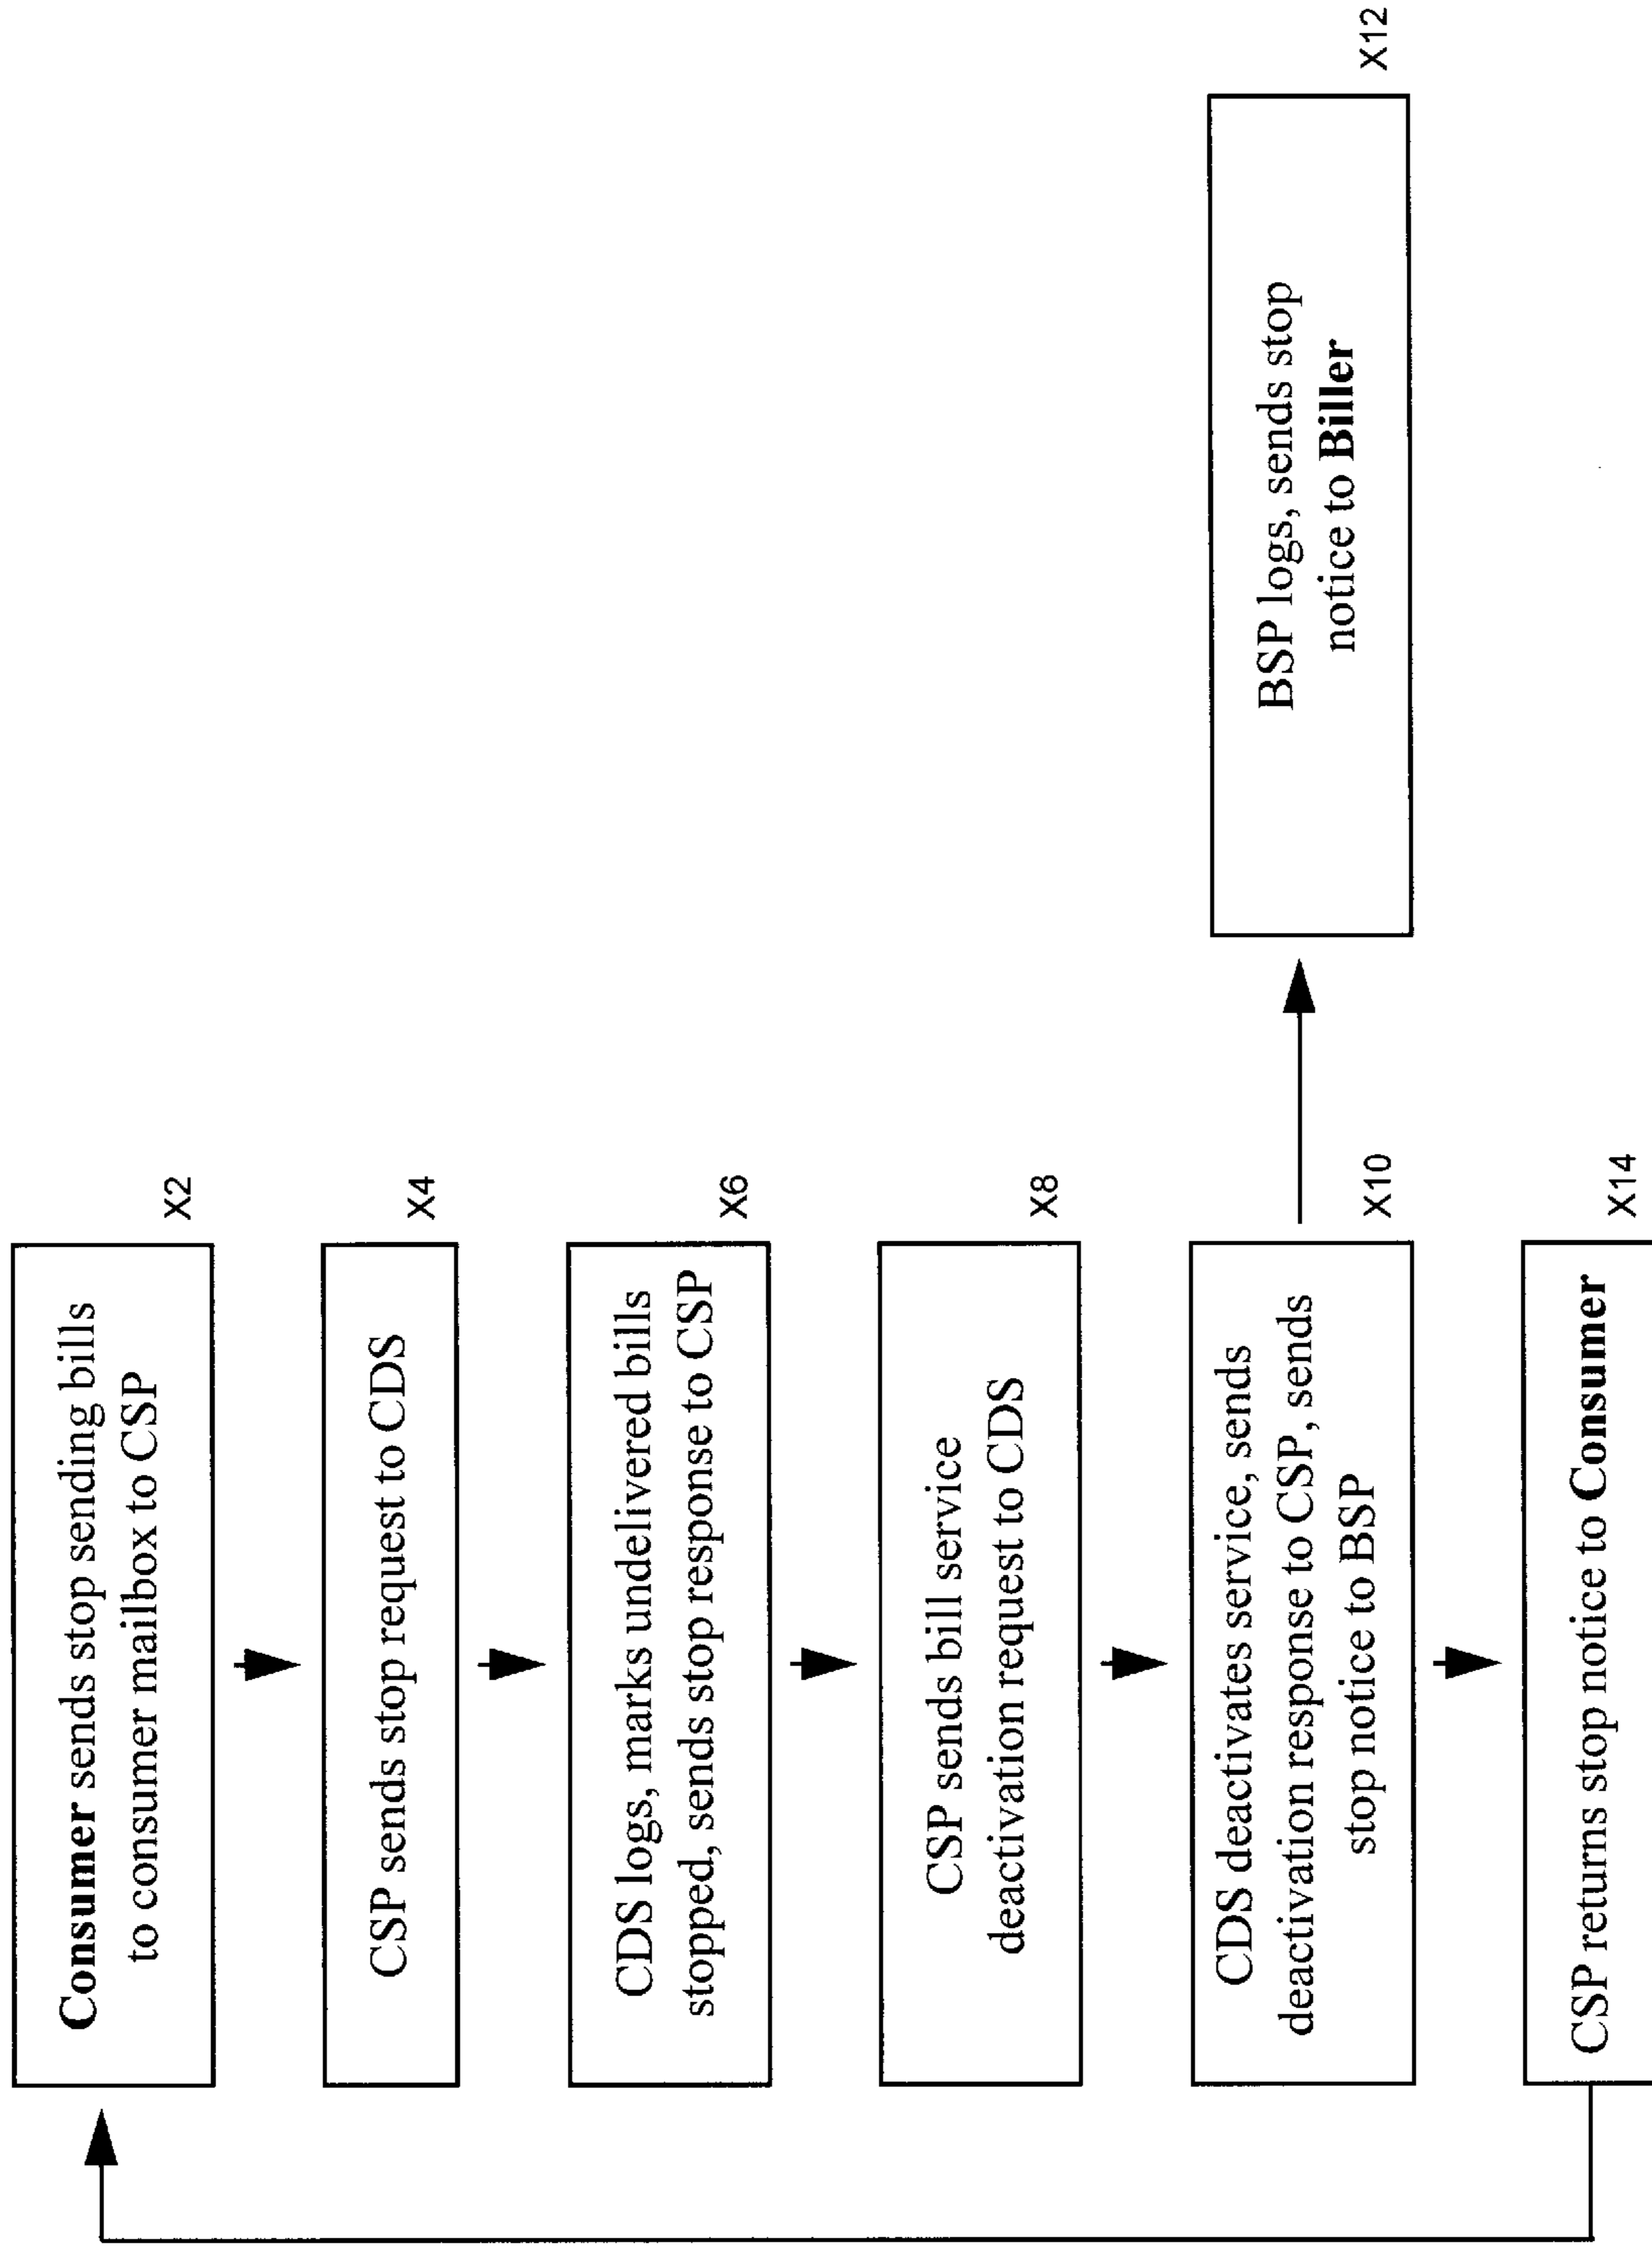 Consumer sends stop sending bills
to consumer mailbox to CSP
X2
CSP sends stop request to CDS
X4
CDS logs, marks undelivered bills
stopped, sends stop response to CSP
X6
CSP sends bill service
deactivation request to CDS
X8
CDS deactivates service, sends
deactivation response to CSP, sends
stop notice to BSP
X10
BSP logs, sends stop
notice to Biller
X12
CSP returns stop notice to Consumer
X14